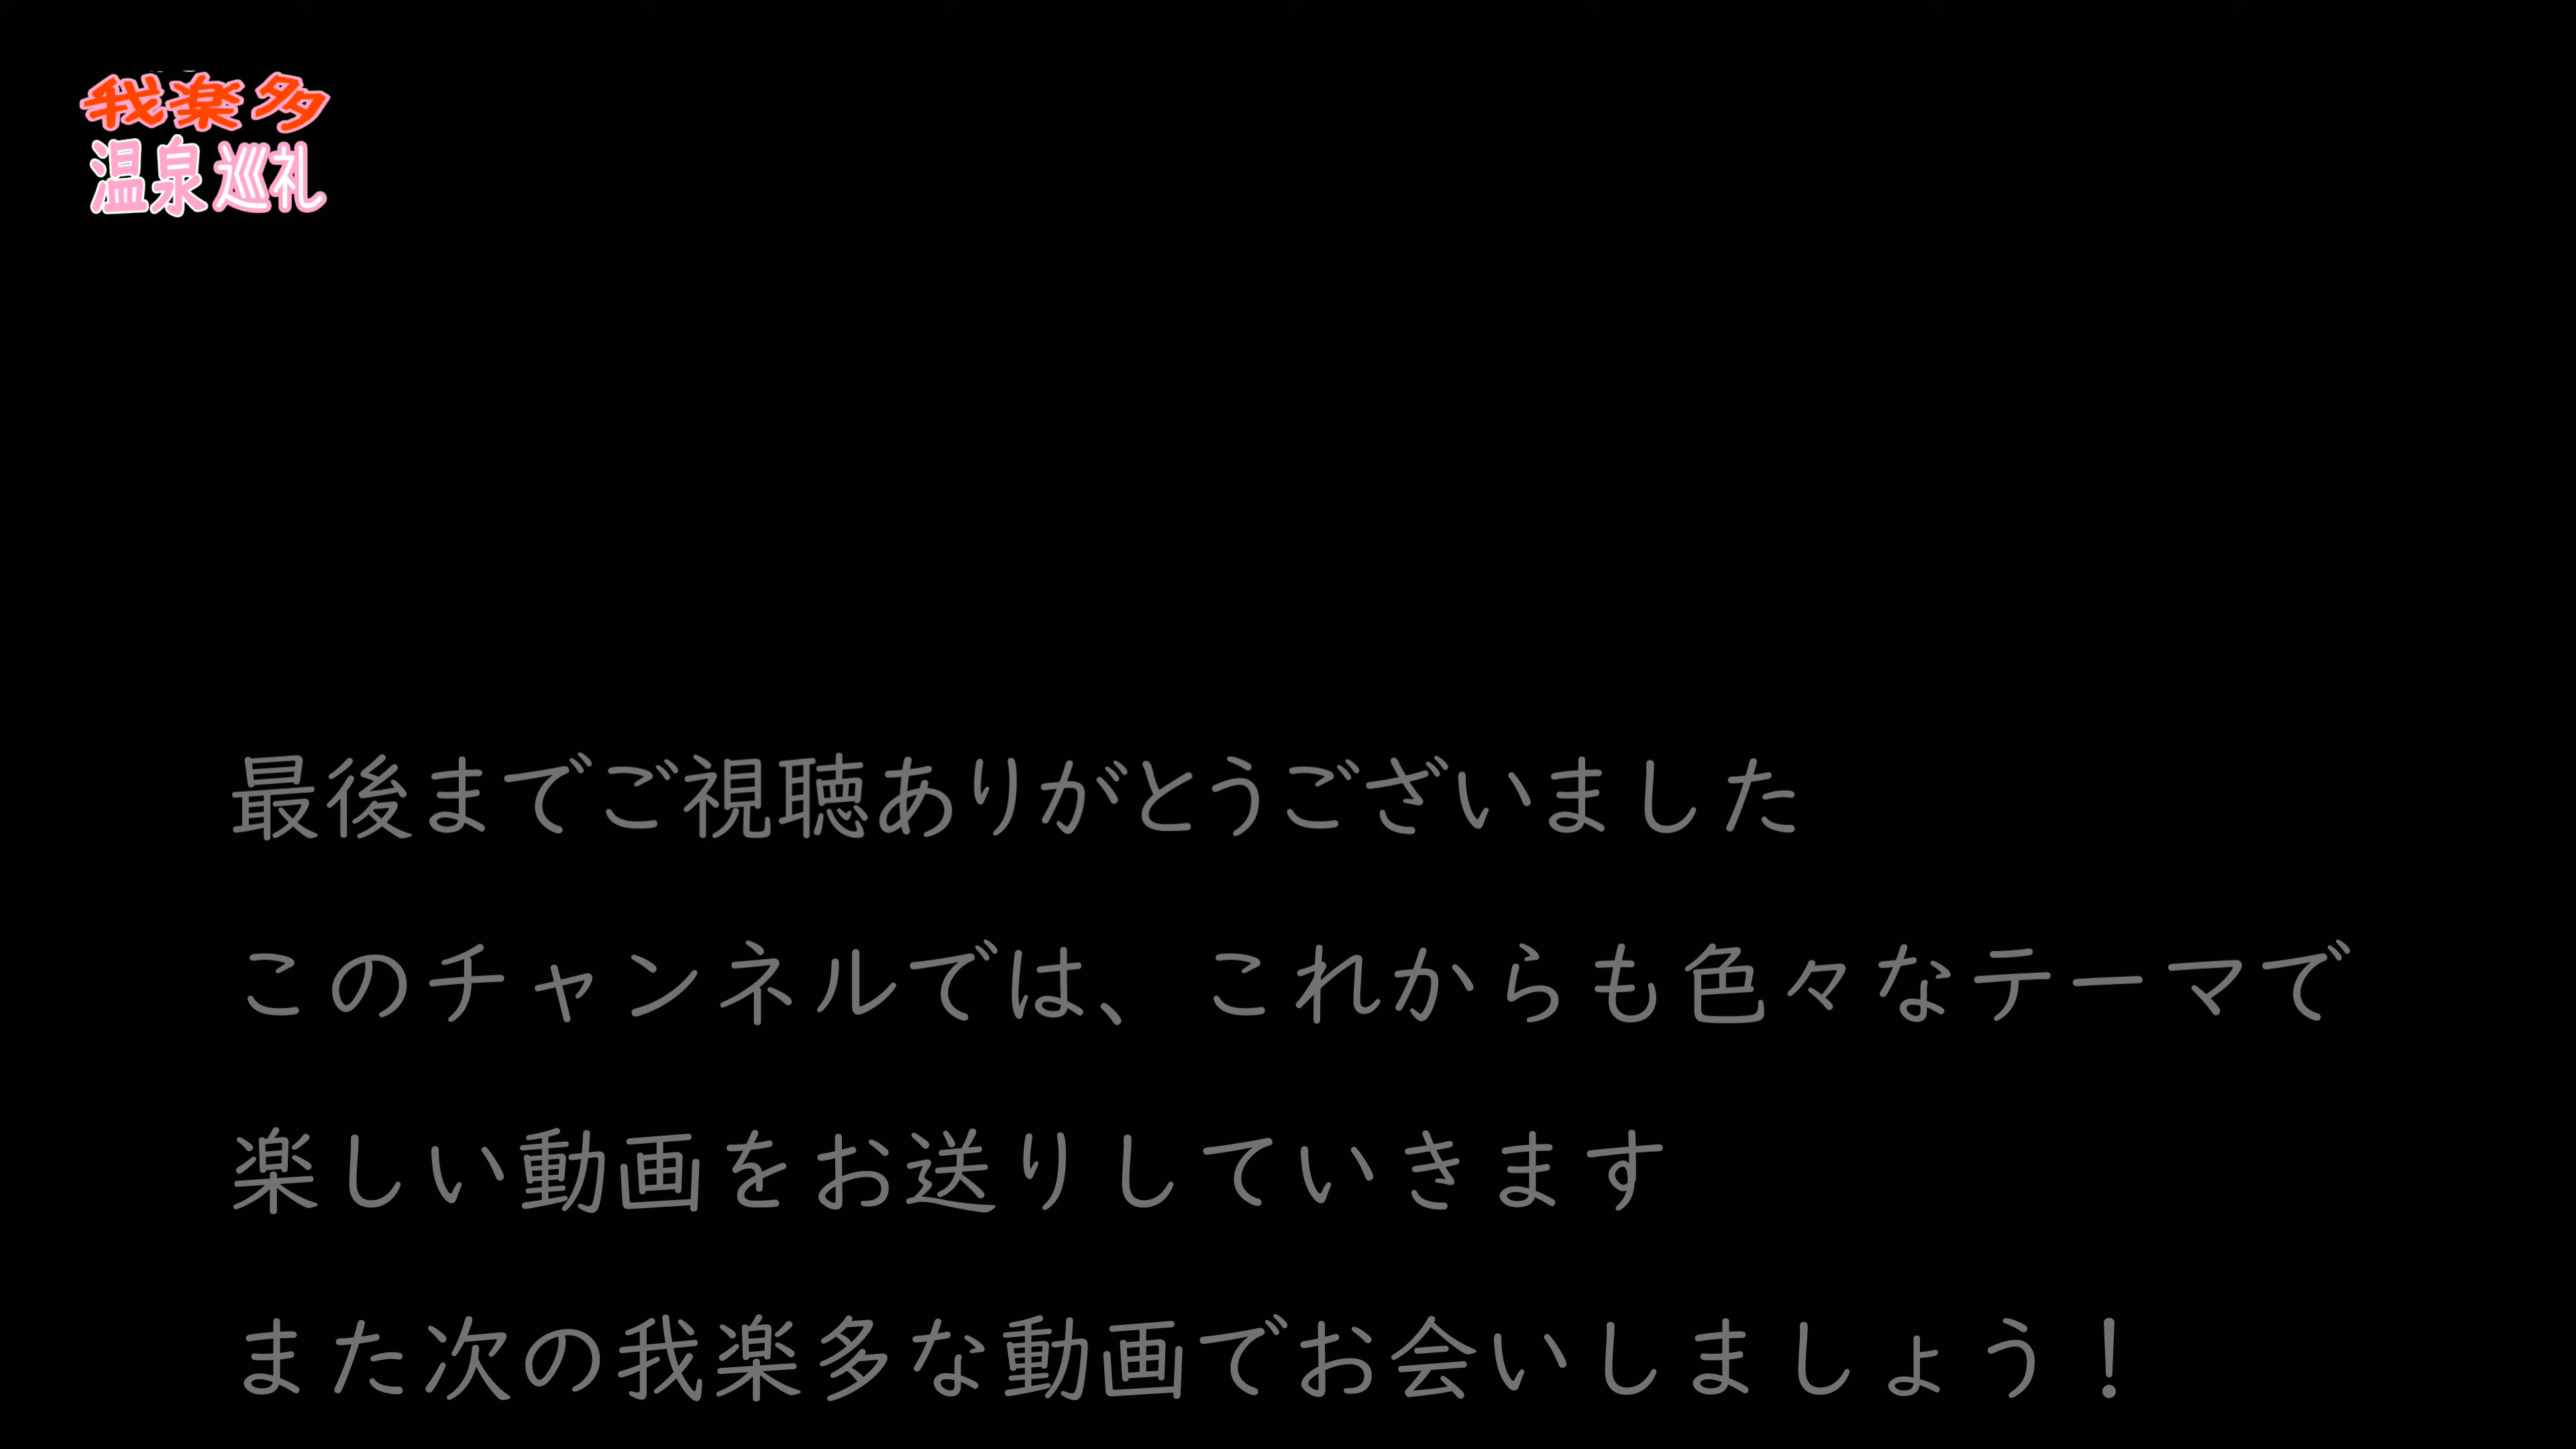 我楽多
温泉巡礼
最後までご視聴ありがとうございました
このチャンネルでは、これからも色々なテーマで
楽しい動画をお送りしていきます
また次の我楽多な動画でお会いしましょう！